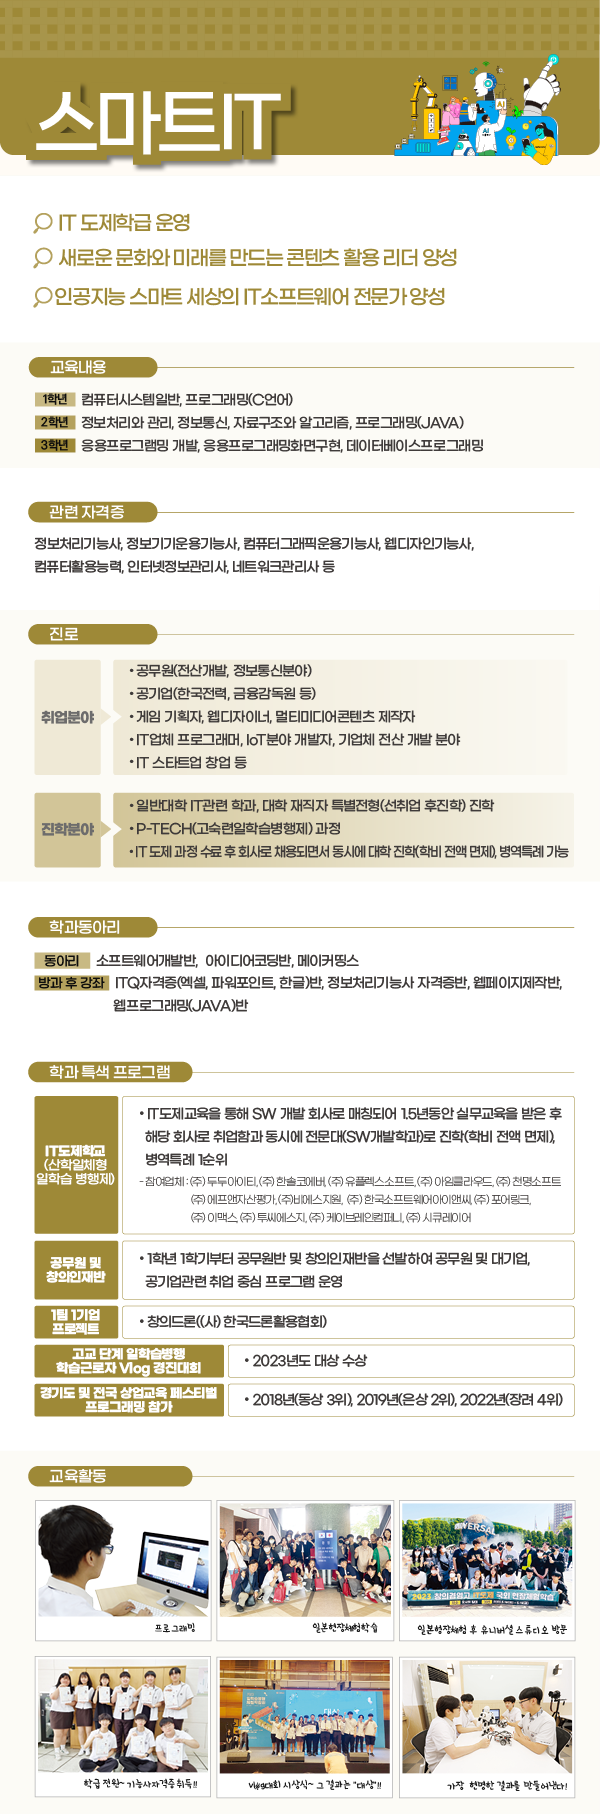 스마트IT
IT 도제학급 운영
새로운 문화와 미래를 만드는 콘텐츠 활용 리더 양성
인공지능 스마트 세상의 IT소프트웨어 전문가 양성
교육내용
1학년 컴퓨터시스템일반, 프로그래밍(C언어)
2학년 정보처리와 관리, 정보통신, 자료구조와 알고리즘, 프로그래밍(JAVA)
3학년 응용프로그램밍 개발, 응용프로그래밍화면구현, 데이터베이스프로그래밍
관련 자격증
정보처리기능사, 정보기기운용기능사, 컴퓨터그래픽운용기능사, 웹디자인기능사,
컴퓨터활용능력, 인터넷정보관리사, 네트워크관리사 등
진로
취업분야
• 공무원(전산개발, 정보통신분야)
• 공기업(한국전력, 금융감독원 등)
• 게임 기획자, 웹디자이너, 멀티미디어콘텐츠 제작자
• IT업체 프로그래머, IoT분야 개발자, 기업체 전산 개발 분야
• IT 스타트업 창업 등
진학분야
• 일반대학 IT관련 학과, 대학 재직자 특별전형(선취업 후진학) 진학
• P-TECH(고숙련일학습병행제) 과정
• IT 도제 과정 수료 후 회사로 채용되면서 동시에 대학 진학(학비 전액 면제), 병역특례 가능
학과동아리
동아리 소프트웨어개발반, 아이디어코딩반, 메이커띵스
방과 후 강좌 ITQ자격증(엑셀, 파워포인트, 한글)반, 정보처리기능사 자격증반, 웹페이지제작반,
웹프로그래밍(JAVA)반
학과 특색 프로그램
IT도제학교
(산학일체형
일학습 병행제)
• IT도제교육을 통해 SW 개발 회사로 매칭되어 1.5년동안 실무교육을 받은 후
해당 회사로 취업함과 동시에 전문대(SW개발학과)로 진학(학비 전액 면제),
병역특례 1순위
- 참여업체 : (주) 두두아이티, (주) 한솔코에버, (주) 유플렉스소프트, (주) 아임클라우드, (주) 천명소프트
(주) 에프앤자산평가, (주)비에스지원, (주) 한국소프트웨어아이앤씨, (주) 포어링크,
(주) 이맥스, (주) 투씨에스지, (주) 케이브레인컴퍼니, (주) 시큐레이어
공무원 및
창의인재반
• 1학년 1학기부터 공무원반 및 창의인재반을 선발하여 공무원 및 대기업,
공기업관련 취업 중심 프로그램 운영
1팀 1기업
프로젝트
• 창의드론((사) 한국드론활용협회)
고교 단계 일학습병행
학습근로자 Vlog 경진대회
• 2023년도 대상 수상
경기도 및 전국 상업교육 페스티벌
프로그래밍 참가
• 2018년(동상 3위), 2019년(은상 2위), 2022년(장려 4위)
교육활동
프로그래밍
일본현장체험학습
2023 창의경영고
국외 현장체험학습
일본현장체험 후 유니버설 스튜디오 방문
학급 전원~ 기능사자격증취득!!
대상
Vlog대회 시상식~ 그 결과는 "대상"!!
가장 현명한 결과를 만들어낸다!